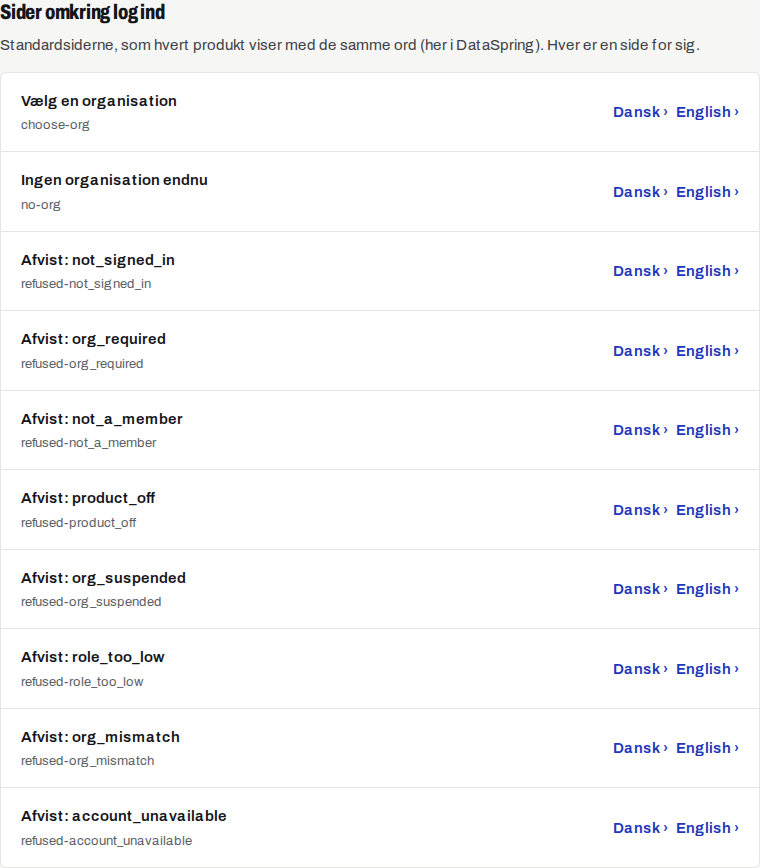 Sider omkring log ind
Standardsiderne, som hvert produkt viser med de samme ord (her i DataSpring). Hver er en side for sig.
Vælg en organisation
Dansk › English ›
choose-org
Ingen organisation endnu
Dansk › English ›
no-org
Afvist: not_signed_in
Dansk › English ›
refused-not_signed_in
Afvist: org_required
Dansk › English ›
refused-org_required
Afvist: not_a_member
Dansk › English ›
refused-not_a_member
Afvist: product_off
Dansk › English ›
refused-product_off
Afvist: org_suspended
Dansk › English ›
refused-org_suspended
Afvist: role_too_low
Dansk › English ›
refused-role_too_low
Afvist: org_mismatch
Dansk › English ›
refused-org_mismatch
Afvist: account_unavailable
Dansk › English ›
refused-account_unavailable